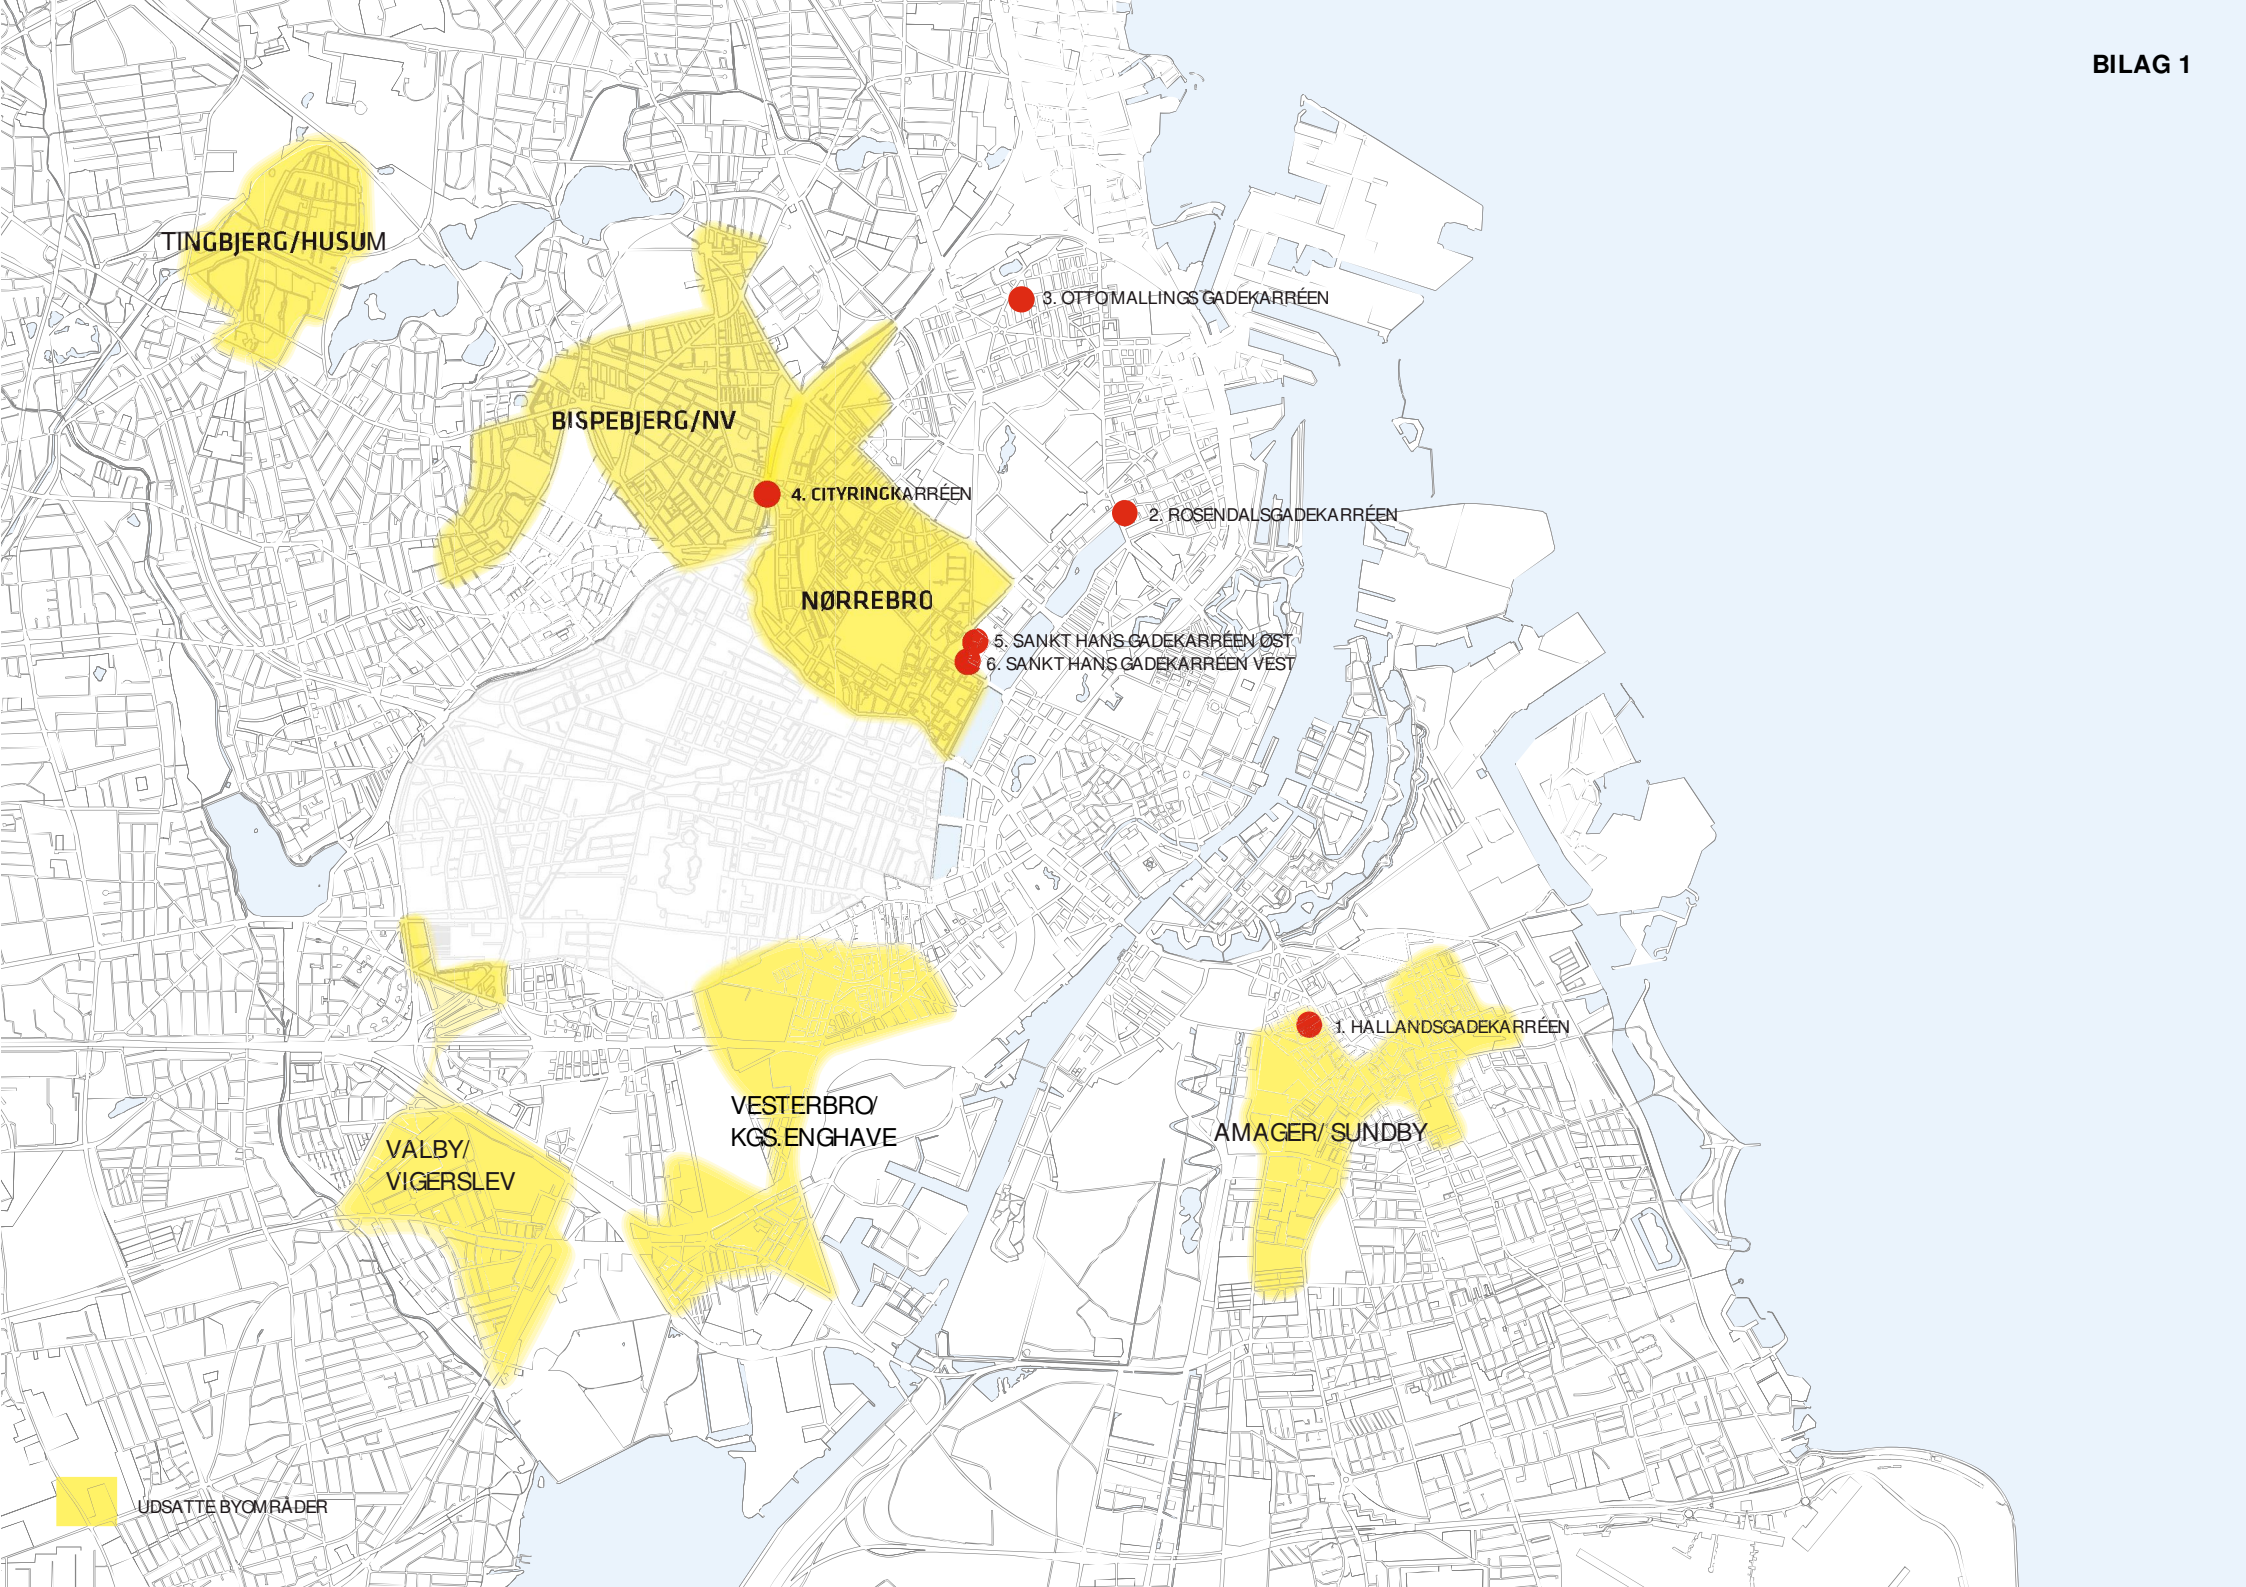 BILAG 1
TINGBJERG/HUSUM
3. OTTO MALLINGS GADEKARRÉEN
BISPEBJERG/NV
4. CITYRINGKARRÉEN
2. ROSENDALSGADEKARRÉEN
NØRREBRO
5. SANKT HANS GADEKARRÉEN ØST
6. SANKT HANS GADEKARRÉEN VEST
1. HALLANDSGADEKARRÉEN
VESTERBRO/
KGS. ENGHAVE
AMAGER/ SUNDBY
VALBY/
VIGERSLEV
UDSATTE BYOMRÅDER